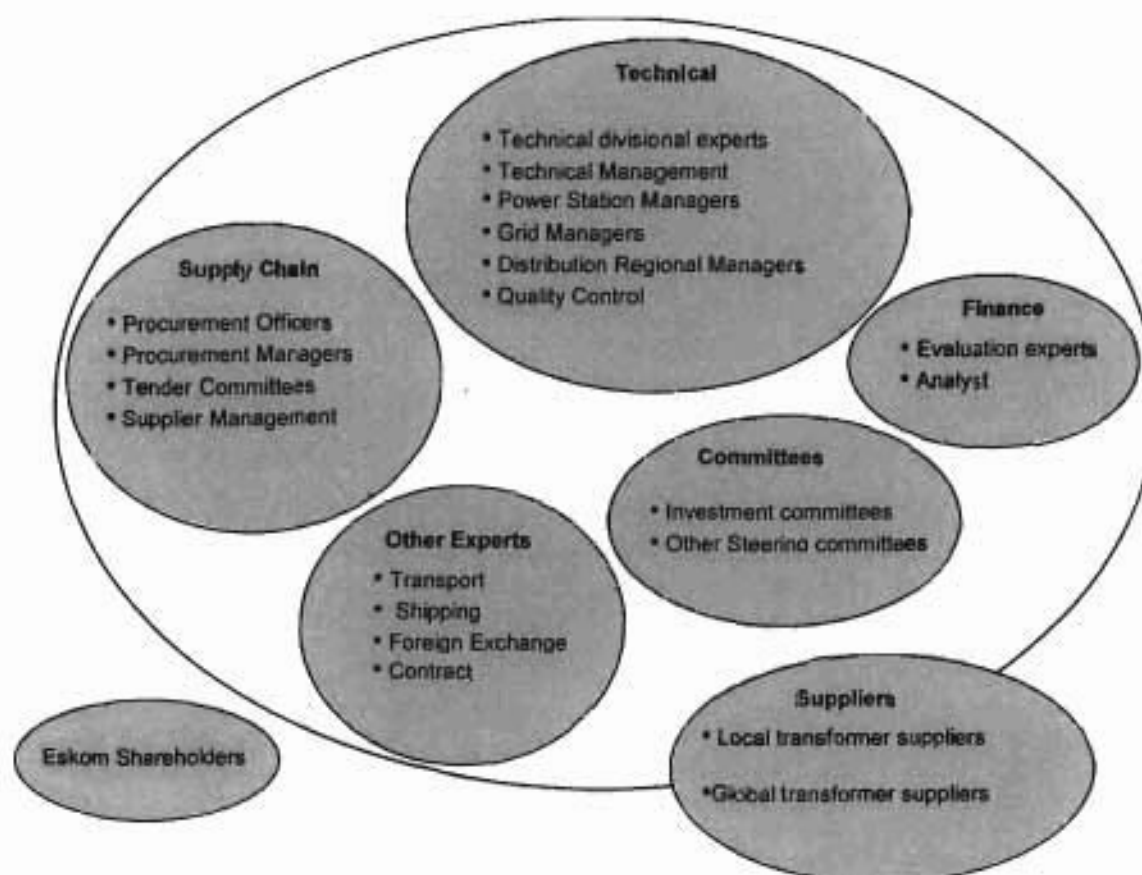 Technical
• Technical divisional experts
• Technical Management
• Power Station Managers
• Grid Managers
• Distribution Regional Managers
• Quality Control
Supply Chain
• Procurement Officers
• Procurement Managers
• Tender Committees
• Supplier Management
Finance
• Evaluation experts
• Analyst
Committees
• Investment committees
• Other Steering committees
Other Experts
• Transport
• Shipping
• Foreign Exchange
• Contract
Suppliers
• Local transformer suppliers
•Global transformer suppliers
Eskom Shareholders